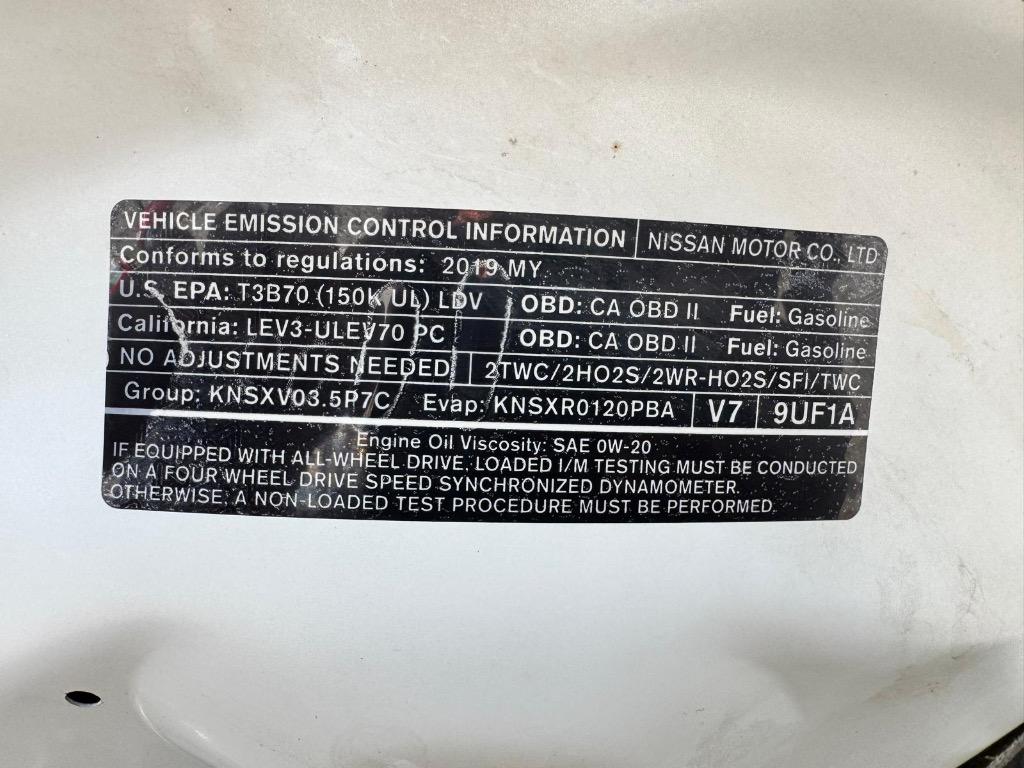 VEHICLE EMISSION CONTROL INFORMATION NISSAN MOTOR CO., LTD
Conforms to regulations: 2019 MY
U.S. EPA: T3B70 (150K UL) LDV OBD: CA OBD II Fuel: Gasoline
California: LEV3-ULEV70 PC OBD: CA OBD II Fuel: Gasoline
NO ADJUSTMENTS NEEDED 2TWC/2HO2S/2WR-HO2S/SFI/TWC
Group: KNSXV03.5P7C Evap: KNSXR0120PBA V7 9UF1A
Engine Oil Viscosity: SAE 0W-20
IF EQUIPPED WITH ALL-WHEEL DRIVE, LOADED I/M TESTING MUST BE CONDUCTED
ON A FOUR WHEEL DRIVE SPEED SYNCHRONIZED DYNAMOMETER.
OTHERWISE, A NON-LOADED TEST PROCEDURE MUST BE PERFORMED.